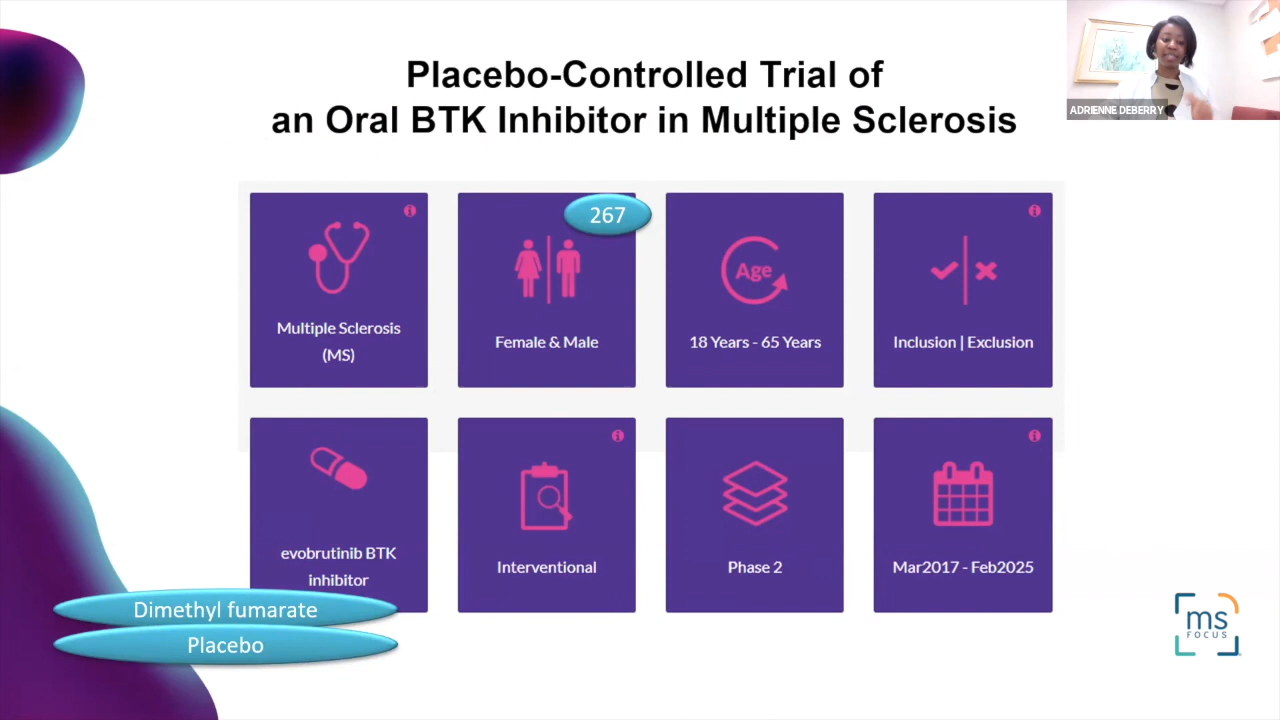 Placebo-Controlled Trial of
an Oral BTK Inhibitor in Multiple Sclerosis
ADRIENNE DEBERRY
267
Multiple Sclerosis
(MS)
Female & Male
Age
18 Years - 65 Years
Inclusion | Exclusion
evobrutinib BTK
inhibitor
Interventional
Phase 2
Mar2017 - Feb2025
Dimethyl fumarate
Placebo
ms
FOCUS